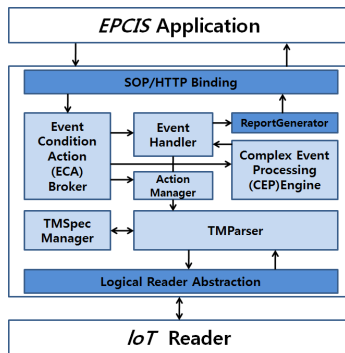 EPCIS Application
SOP/HTTP Binding
Event
Condition
Action
(ECA)
Broker
Event
Handler
ReportGenerator
Complex Event
Processing
(CEP)Engine
Action
Manager
TMSpec
Manager
TMParser
Logical Reader Abstraction
IoT Reader